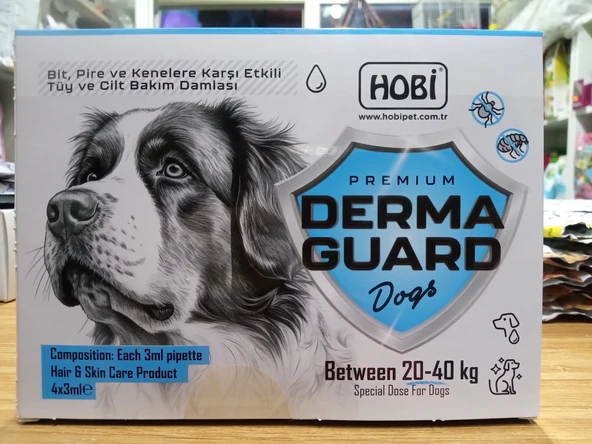 Bit, Pire ve Kenelere Karşı Etkili
Tüy ve Cilt Bakım Damlası
HOBİ
www.hobipet.com.tr
PREMIUM
DERMA
GUARD
Dogs
Composition: Each 3ml pipette
Hair & Skin Care Product
4x3ml℮
Between 20-40 kg
Special Dose For Dogs